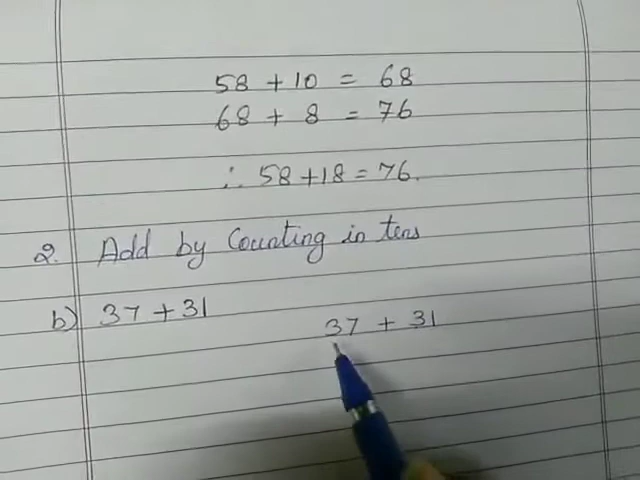 58 + 10 = 68
68 + 8 = 76
∴ 58 + 18 = 76.
2. Add by Counting in tens
b) 37 + 31 37 + 31